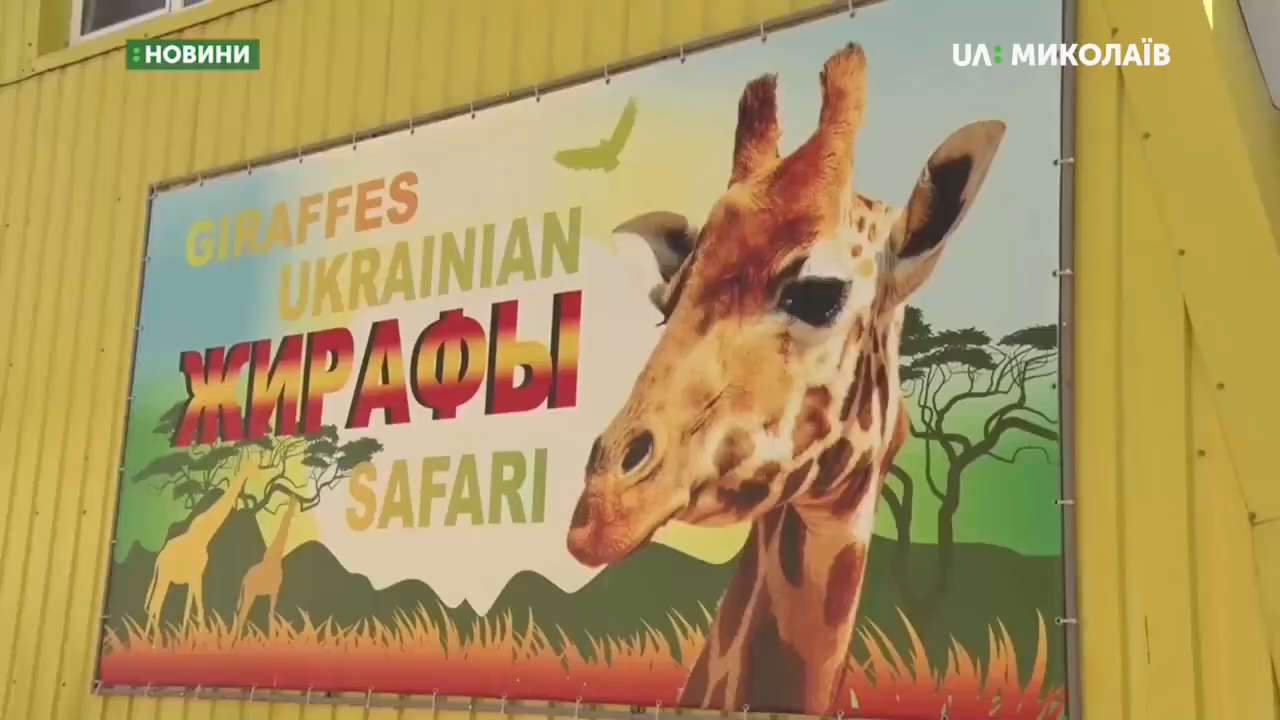 :НОВИНИ
UA: МИКОЛАЇВ
GIRAFFES
UKRAINIAN
ЖИРАФЫ
SAFARI